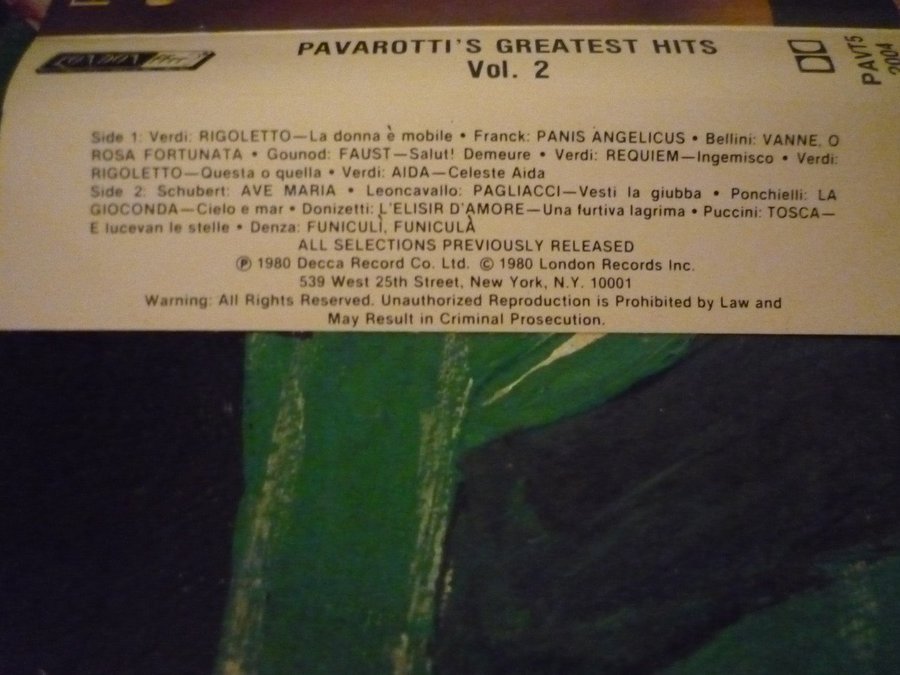 LONDON
PAVAROTTI'S GREATEST HITS
Vol. 2
PAVT5
2004
Side 1: Verdi: RIGOLETTO—La donna è mobile • Franck: PANIS ANGELICUS • Bellini: VANNE, O
ROSA FORTUNATA • Gounod: FAUST—Salut! Demeure • Verdi: REQUIEM—Ingemisco • Verdi:
RIGOLETTO—Questa o quella • Verdi: AIDA—Celeste Aida
Side 2: Schubert: AVE MARIA • Leoncavallo: PAGLIACCI—Vesti la giubba • Ponchielli: LA
GIOCONDA—Cielo e mar • Donizetti: L'ELISIR D'AMORE—Una furtiva lagrima • Puccini: TOSCA—
E lucevan le stelle • Denza: FUNICULÌ, FUNICULÀ
ALL SELECTIONS PREVIOUSLY RELEASED
℗ 1980 Decca Record Co. Ltd. © 1980 London Records Inc.
539 West 25th Street, New York, N.Y. 10001
Warning: All Rights Reserved. Unauthorized Reproduction is Prohibited by Law and
May Result in Criminal Prosecution.